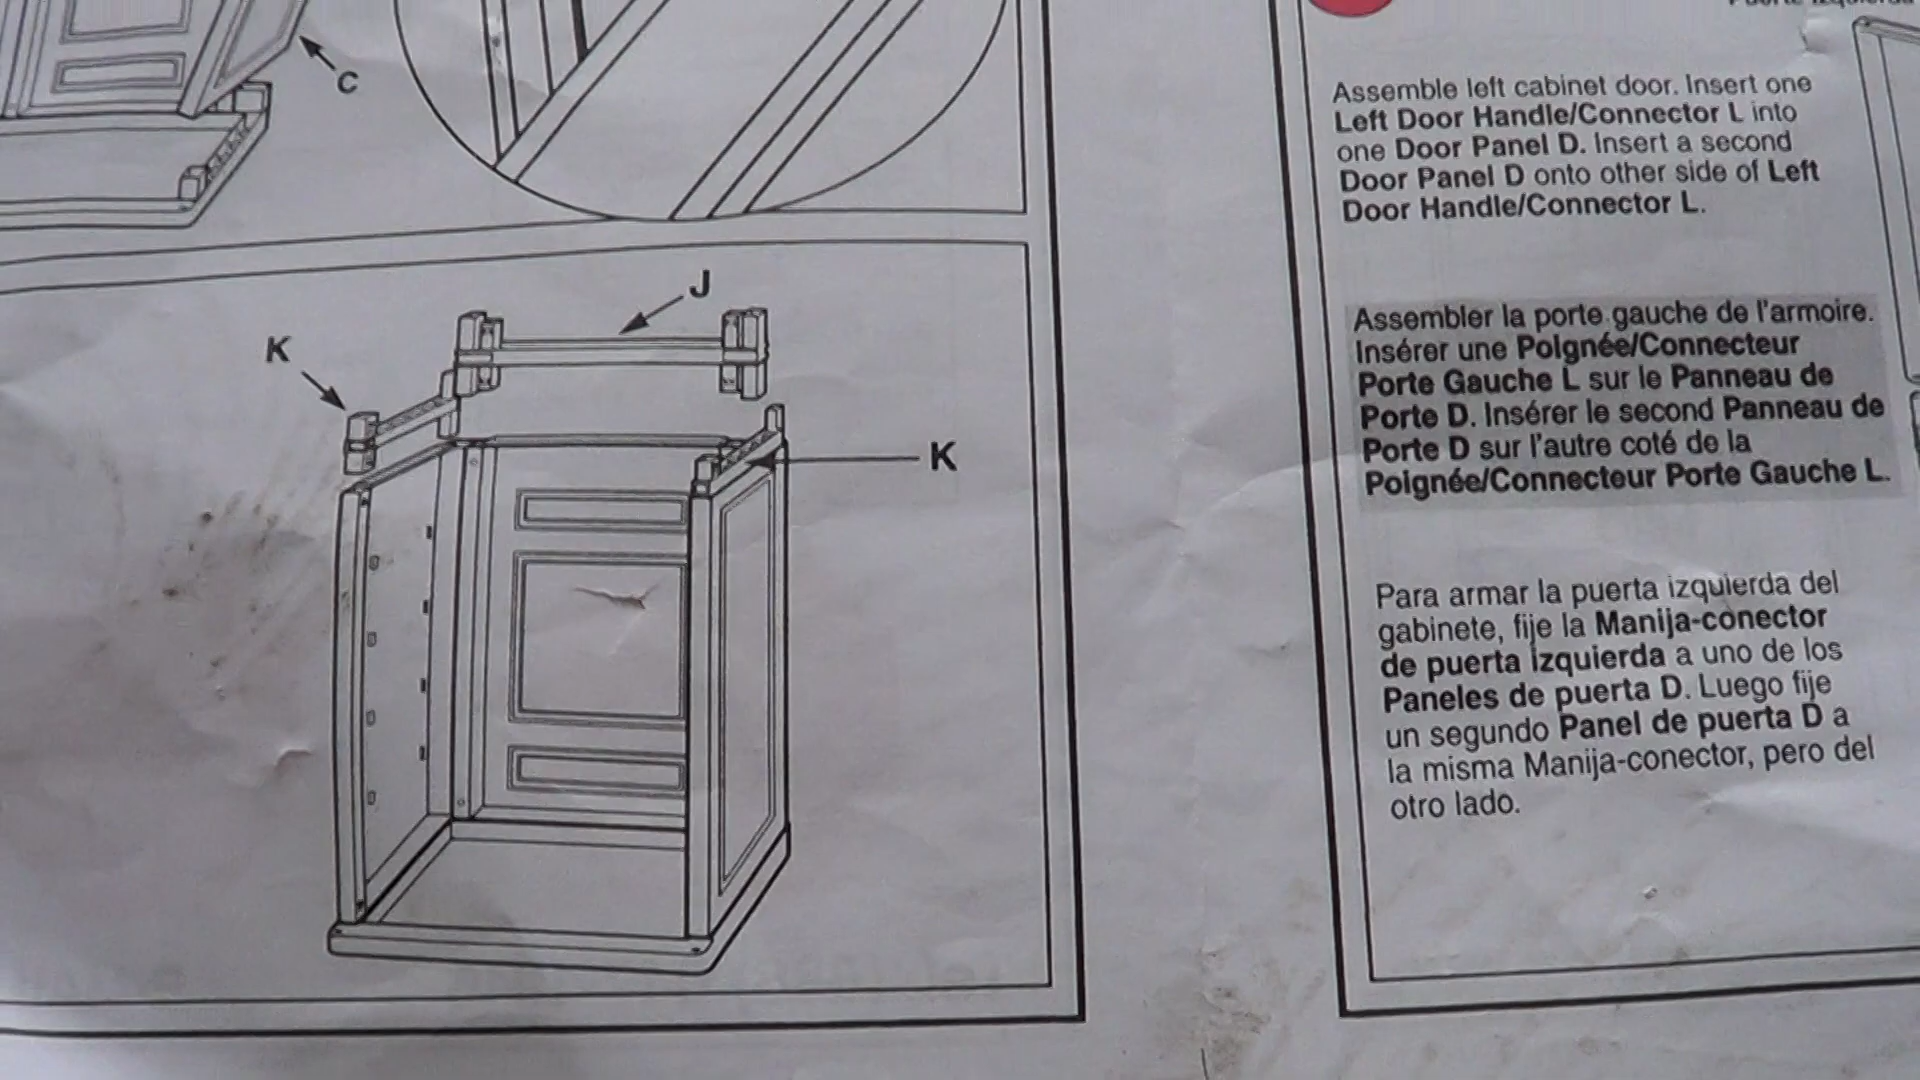 C
J
K
K
Assemble left cabinet door. Insert one
Left Door Handle/Connector L into
one Door Panel D. Insert a second
Door Panel D onto other side of Left
Door Handle/Connector L.
Assembler la porte gauche de l'armoire.
Insérer une Poignée/Connecteur
Porte Gauche L sur le Panneau de
Porte D. Insérer le second Panneau de
Porte D sur l'autre coté de la
Poignée/Connecteur Porte Gauche L.
Para armar la puerta izquierda del
gabinete, fije la Manija-conector
de puerta izquierda a uno de los
Paneles de puerta D. Luego fije
un segundo Panel de puerta D a
la misma Manija-conector, pero del
otro lado.